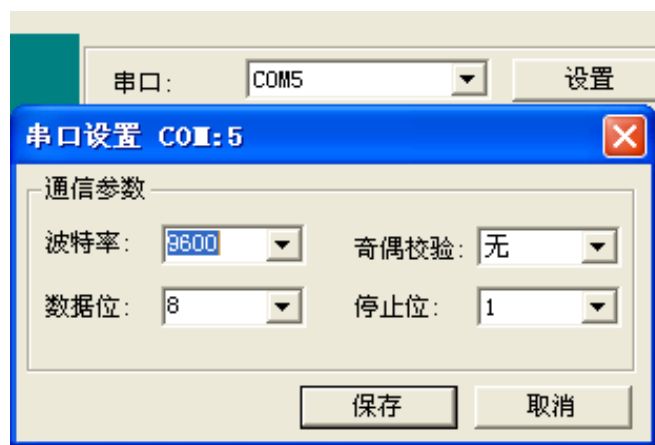 串口: COM5 设置
串口设置 COM:5
通信参数
波特率: 9600 奇偶校验: 无
数据位: 8 停止位: 1
保存 取消